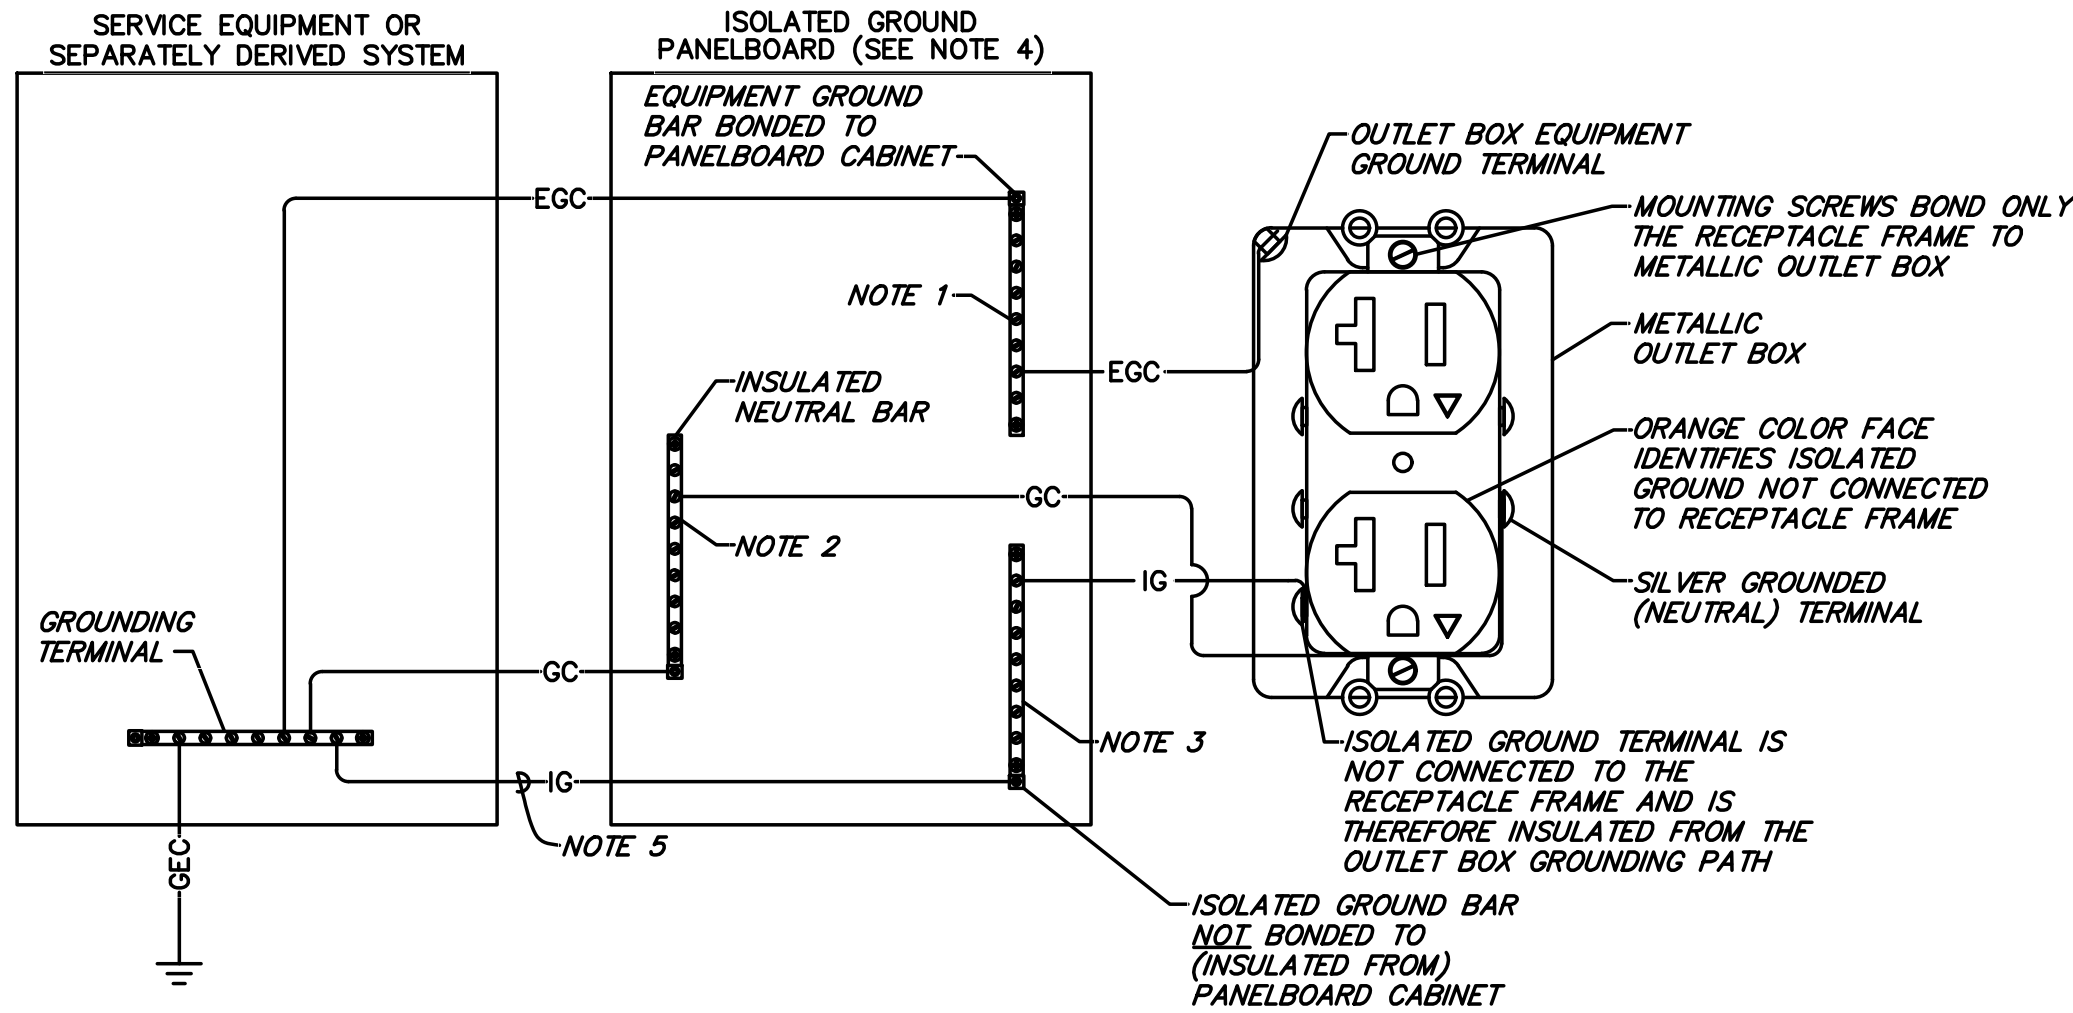 SERVICE EQUIPMENT OR
SEPARATELY DERIVED SYSTEM
ISOLATED GROUND
PANELBOARD (SEE NOTE 4)
EQUIPMENT GROUND
BAR BONDED TO
PANELBOARD CABINET
EGC
NOTE 1
EGC
INSULATED
NEUTRAL BAR
GC
NOTE 2
IG
GROUNDING
TERMINAL
GC
NOTE 3
IG
NOTE 5
GEC
OUTLET BOX EQUIPMENT
GROUND TERMINAL
MOUNTING SCREWS BOND ONLY
THE RECEPTACLE FRAME TO
METALLIC OUTLET BOX
METALLIC
OUTLET BOX
ORANGE COLOR FACE
IDENTIFIES ISOLATED
GROUND NOT CONNECTED
TO RECEPTACLE FRAME
SILVER GROUNDED
(NEUTRAL) TERMINAL
ISOLATED GROUND TERMINAL IS
NOT CONNECTED TO THE
RECEPTACLE FRAME AND IS
THEREFORE INSULATED FROM THE
OUTLET BOX GROUNDING PATH
ISOLATED GROUND BAR
NOT BONDED TO
(INSULATED FROM)
PANELBOARD CABINET